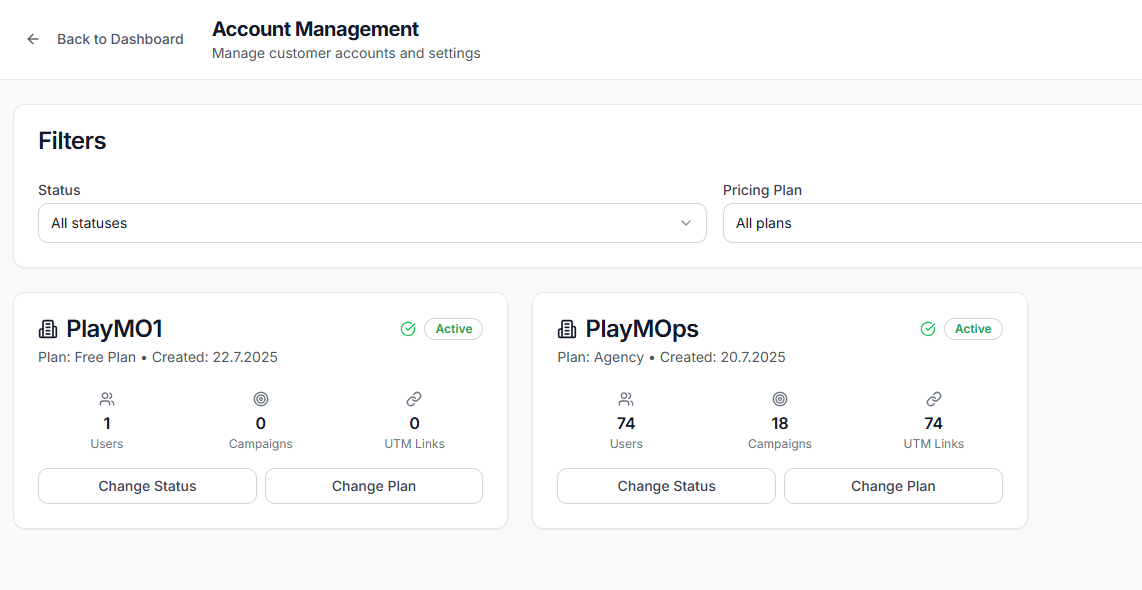 Back to Dashboard
Account Management
Manage customer accounts and settings
Filters
Status
Pricing Plan
All statuses
All plans
PlayMO1
Active
Plan: Free Plan • Created: 22.7.2025
1
0
0
Users
Campaigns
UTM Links
Change Status
Change Plan
PlayMOps
Active
Plan: Agency • Created: 20.7.2025
74
18
74
Users
Campaigns
UTM Links
Change Status
Change Plan